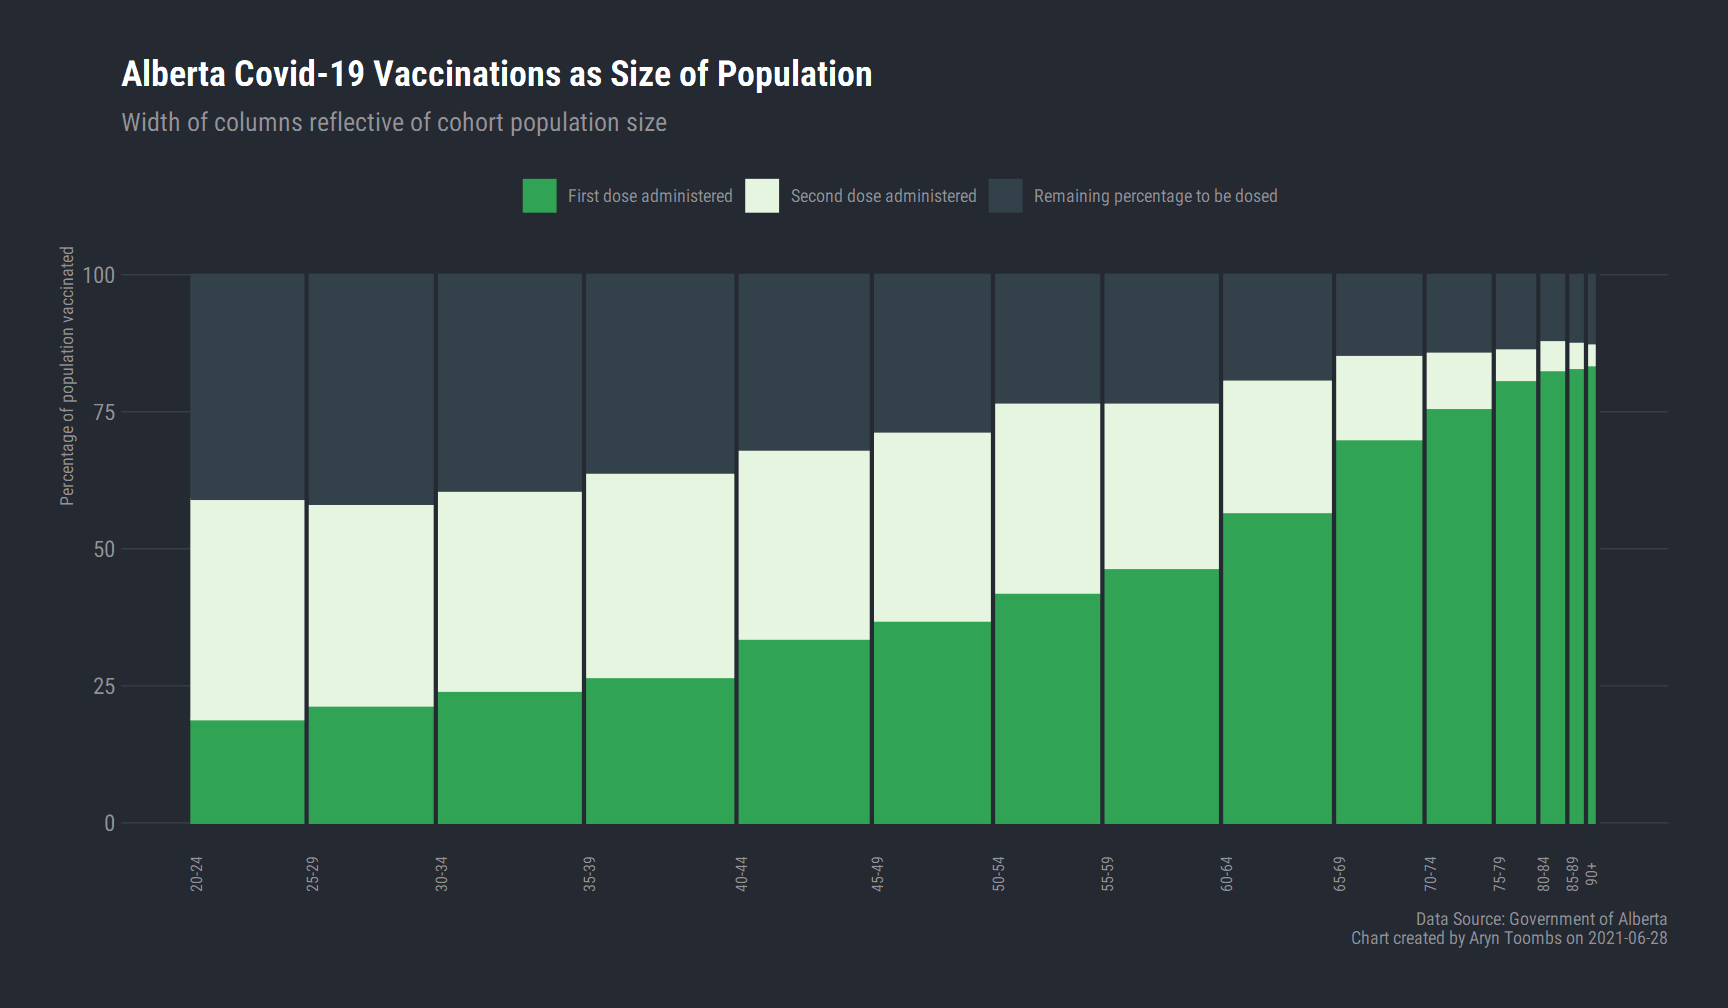 Alberta Covid-19 Vaccinations as Size of Population
Width of columns reflective of cohort population size
First dose administered
Second dose administered
Remaining percentage to be dosed
Percentage of population vaccinated
100
75
50
25
0
20-24
25-29
30-34
35-39
40-44
45-49
50-54
55-59
60-64
65-69
70-74
75-79
80-84
85-89
90+
Data Source: Government of Alberta
Chart created by Aryn Toombs on 2021-06-28